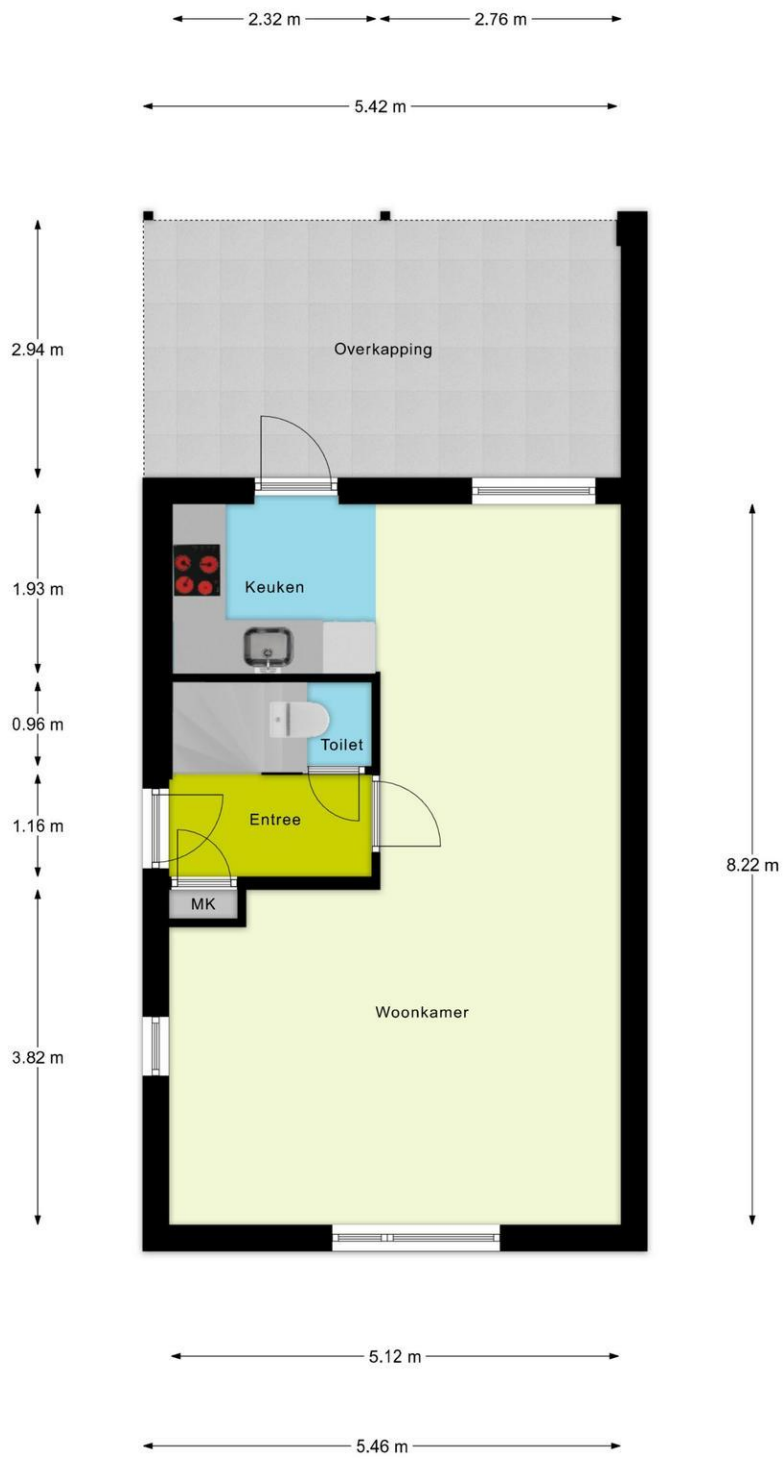 2.32 m
2.76 m
5.42 m
2.94 m
Overkapping
1.93 m
Keuken
0.96 m
Toilet
1.16 m
Entree
8.22 m
MK
Woonkamer
3.82 m
5.12 m
5.46 m